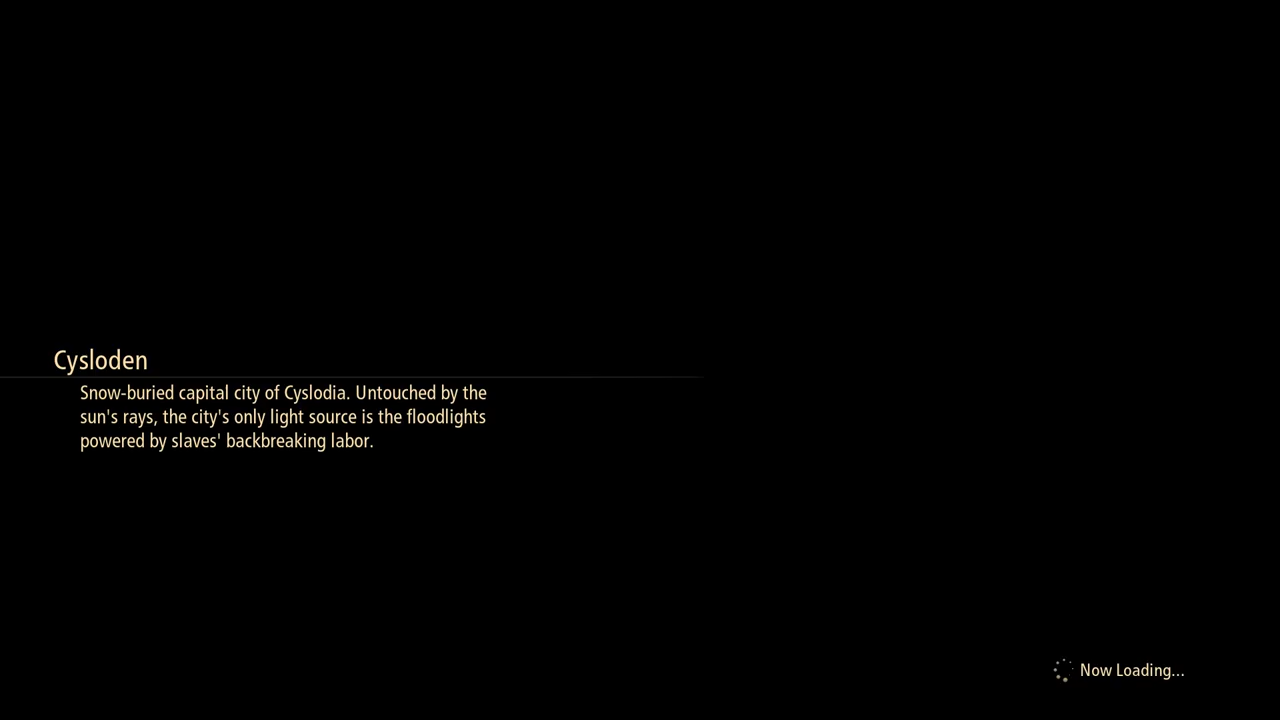 Cysloden
Snow-buried capital city of Cyslodia. Untouched by the
sun's rays, the city's only light source is the floodlights
powered by slaves' backbreaking labor.
Now Loading...